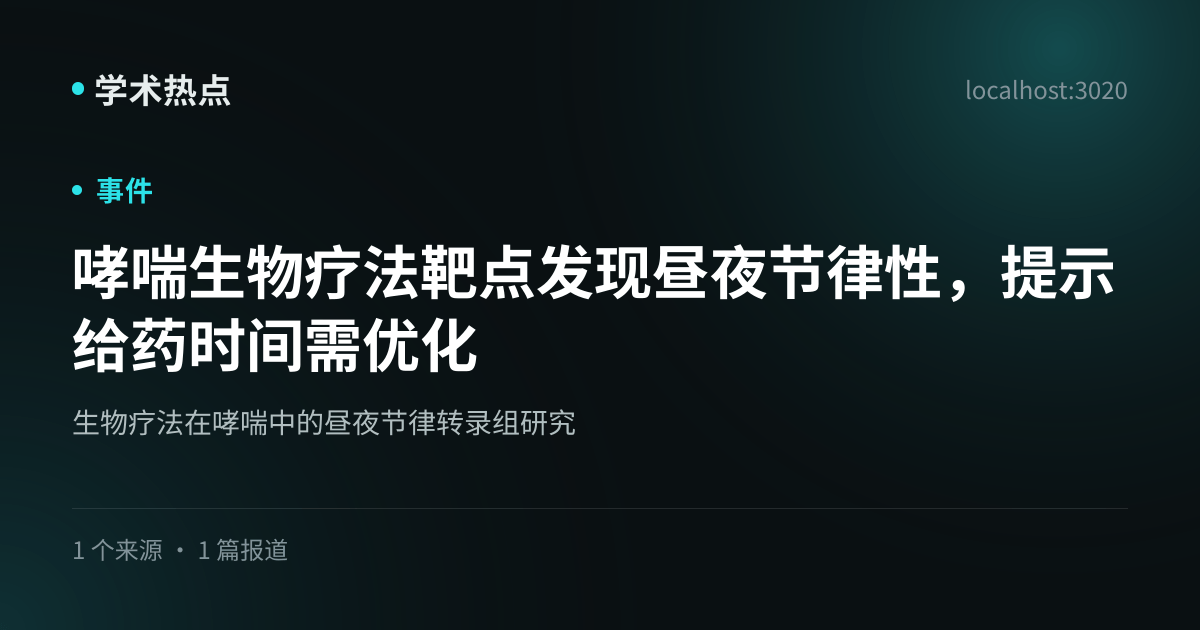 学术热点
localhost:3020
事件
哮喘生物疗法靶点发现昼夜节律性，提示
给药时间需优化
生物疗法在哮喘中的昼夜节律转录组研究
1 个来源 · 1 篇报道